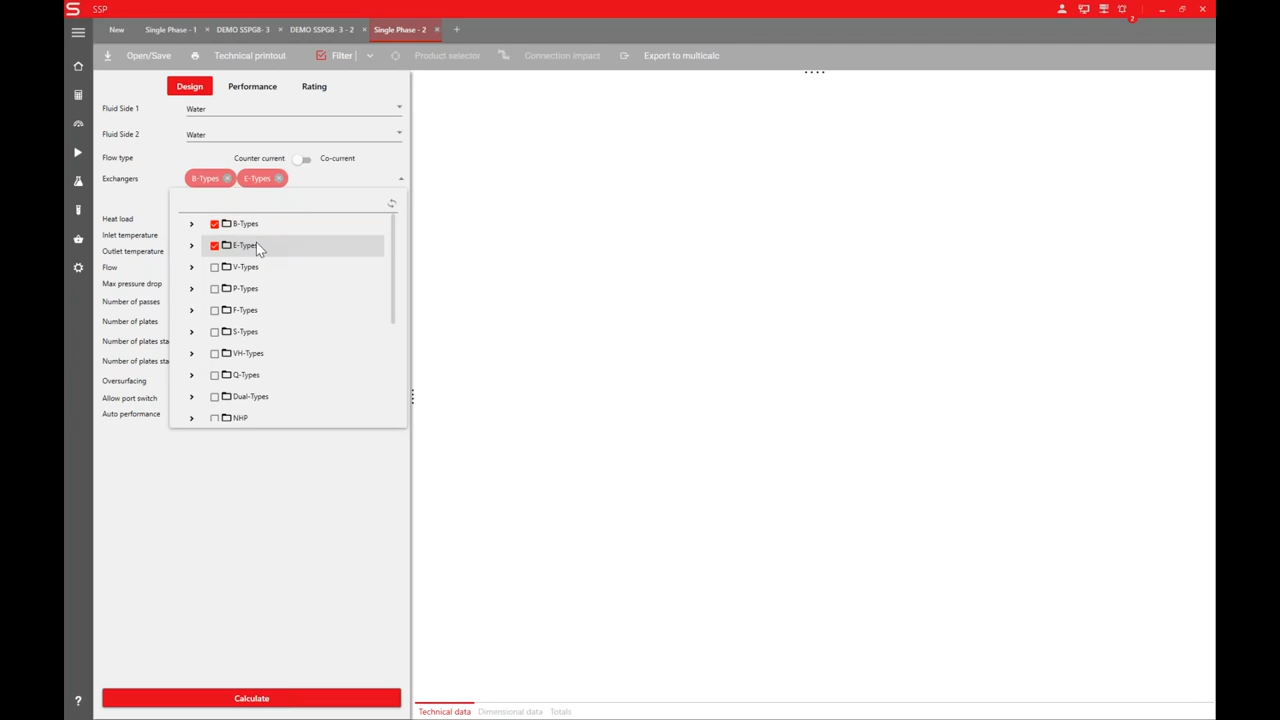 S SSP
2
New Single Phase - 1 × DEMO SSPG8- 3 × DEMO SSPG8- 3 - 2 × Single Phase - 2 × +
Open/Save Technical printout Filter Product selector Connection impact Export to multicalc
Design Performance Rating
Fluid Side 1 Water
Fluid Side 2 Water
Flow type Counter current Co-current
Exchangers B-Types E-Types
B-Types
Heat load
E-Types
Inlet temperature
Outlet temperature
Flow V-Types
Max pressure drop P-Types
Number of passes F-Types
Number of plates S-Types
Number of plates sta
VH-Types
Number of plates sta
Oversurfacing Q-Types
Allow port switch Dual-Types
Auto performance NHP
Calculate
?
Technical data Dimensional data Totals